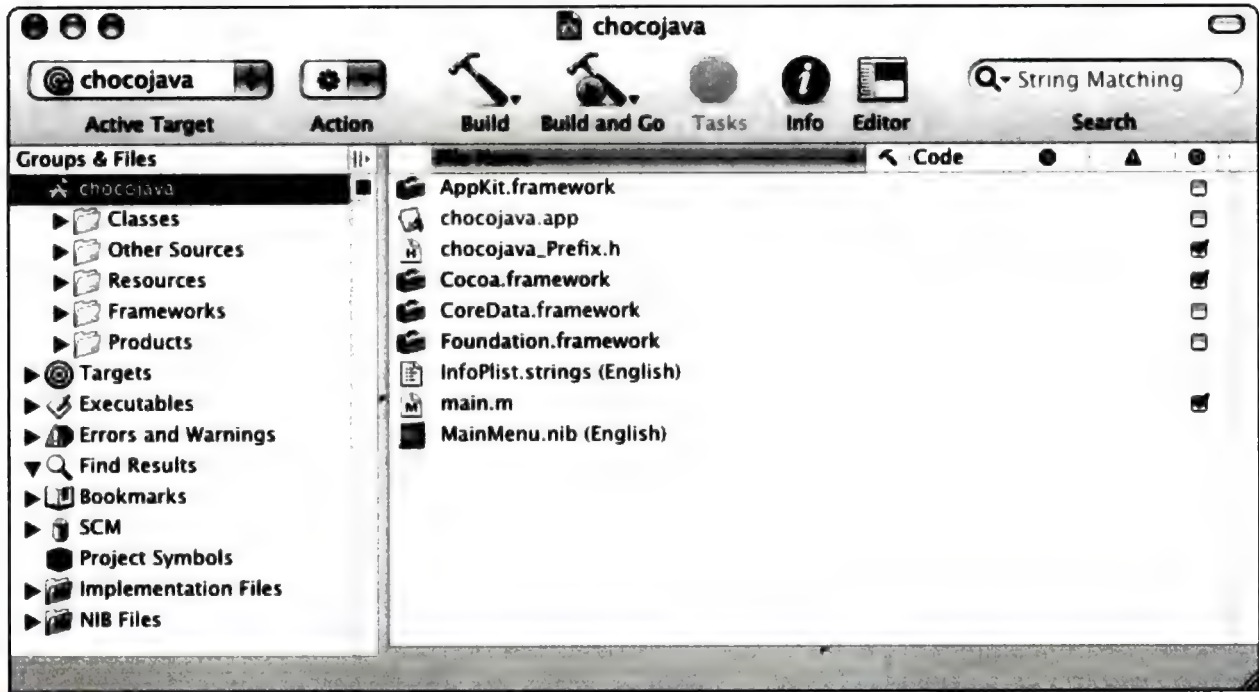 chocojava
chocojava
String Matching
Active Target
Action
Build
Build and Go
Tasks
Info
Editor
Search
Groups & Files
File Name
Code
chocojava
Classes
Other Sources
Resources
Frameworks
Products
Targets
Executables
Errors and Warnings
Find Results
Bookmarks
SCM
Project Symbols
Implementation Files
NIB Files
AppKit.framework
chocojava.app
chocojava_Prefix.h
Cocoa.framework
CoreData.framework
Foundation.framework
InfoPlist.strings (English)
main.m
MainMenu.nib (English)